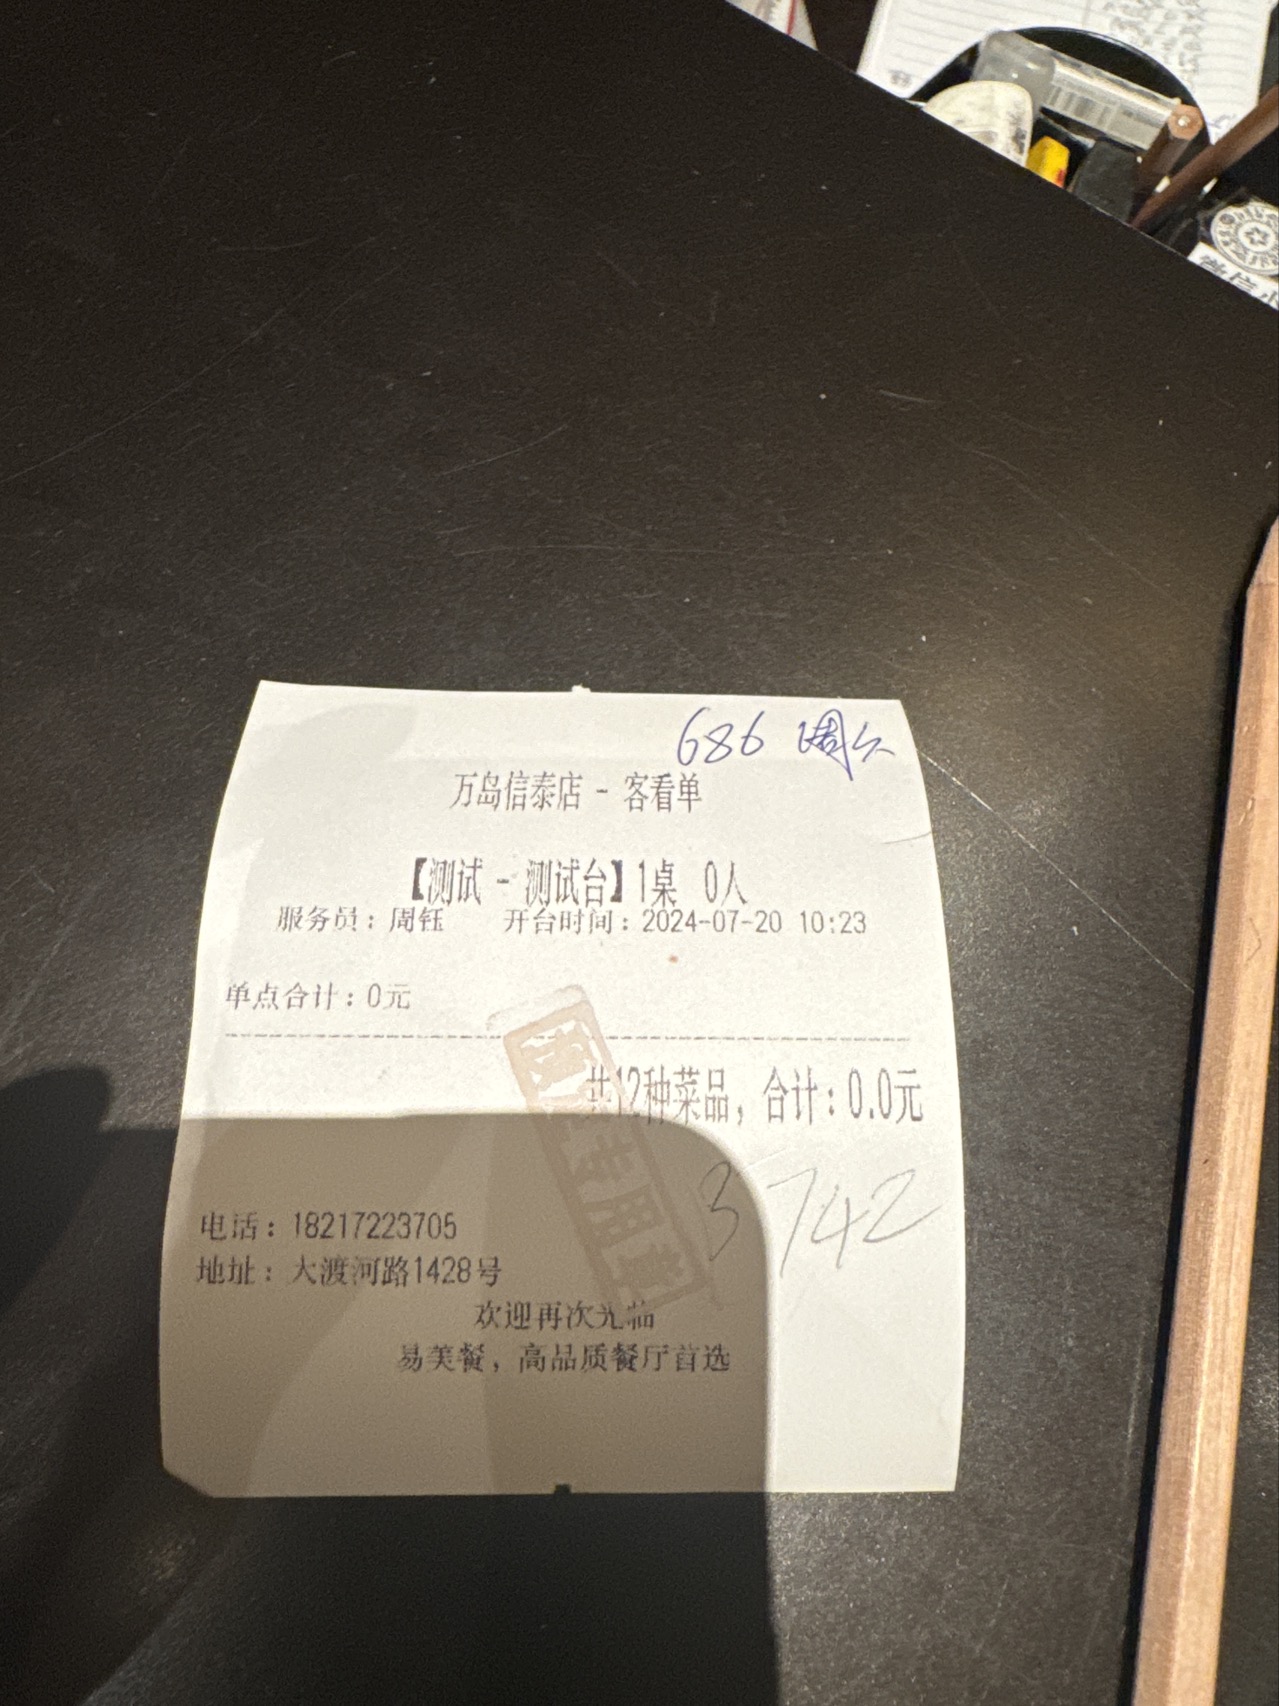 686
万岛信泰店 - 客看单
【测试 - 测试台】1桌 0人
服务员：周钰 开台时间：2024-07-20 10:23
单点合计：0元
共12种菜品，合计：0.0元
专用章
3742
电话：18217223705
地址：大渡河路1428号
欢迎再次光临
易美餐，高品质餐厅首选